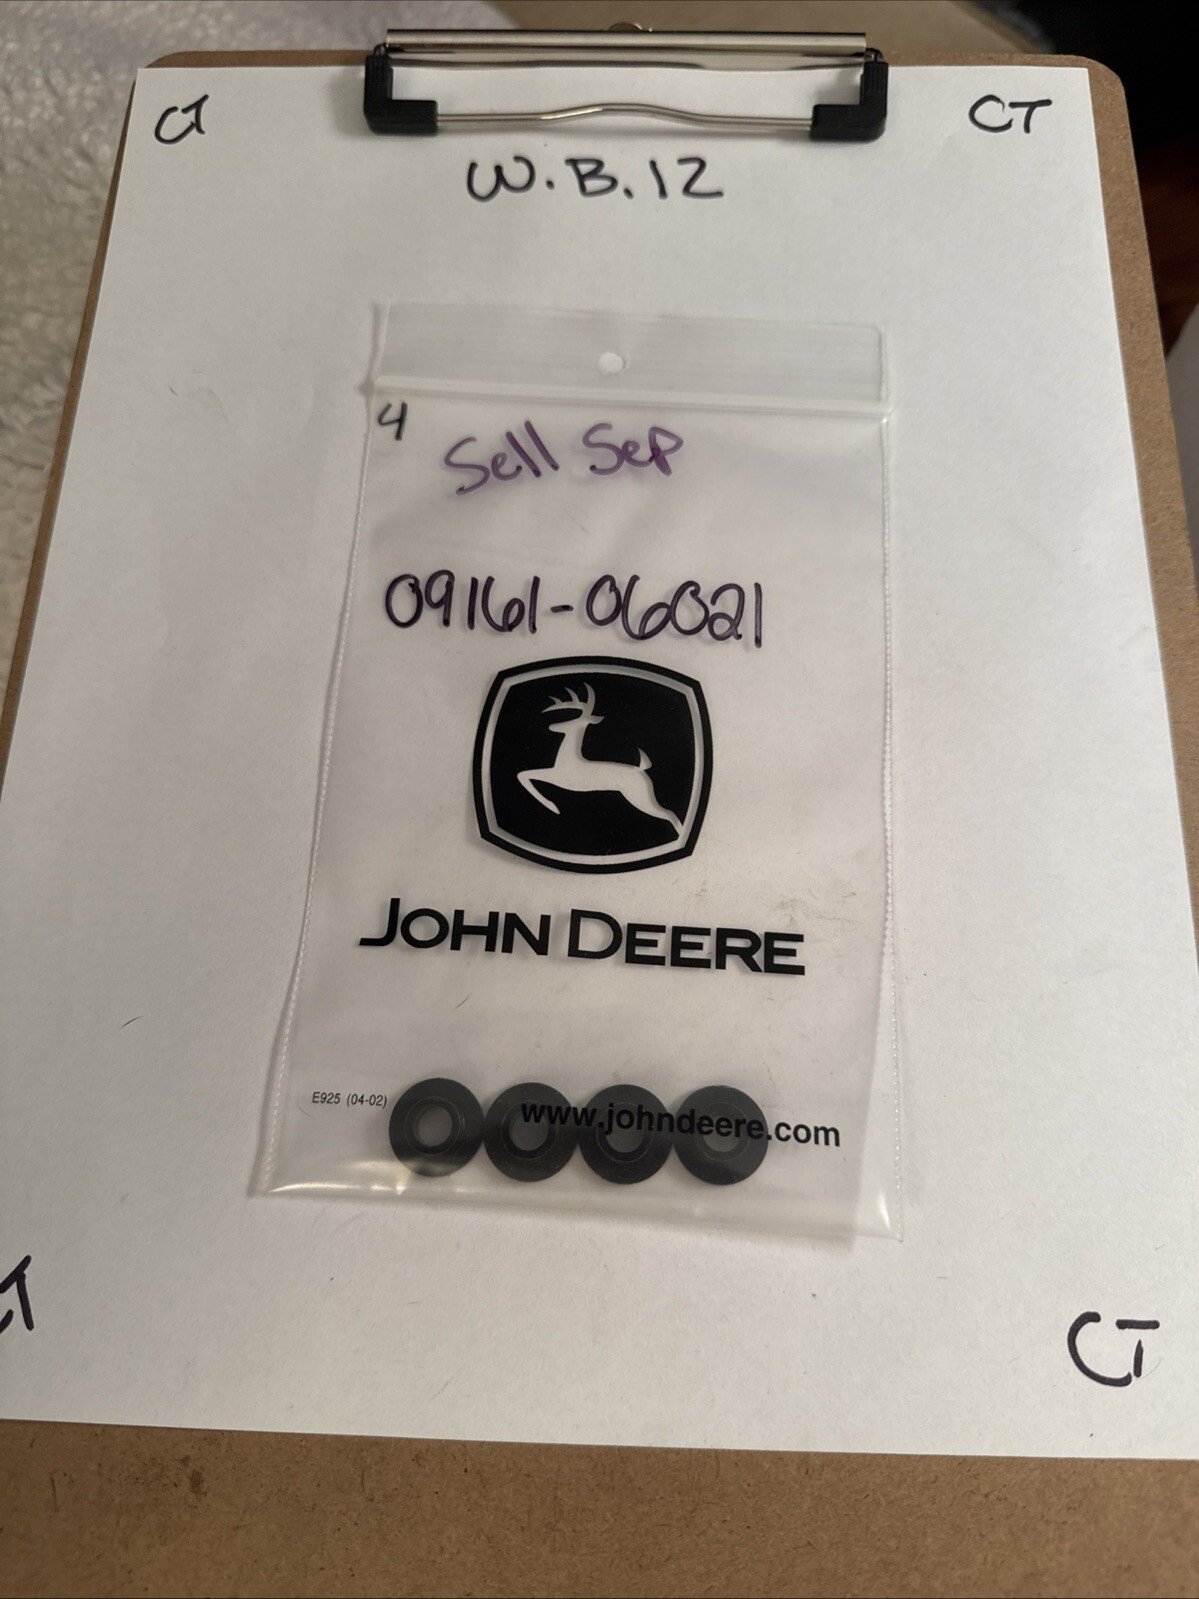 CT
CT
W.B.12
4
Sell Sep
09161-06021
JOHN DEERE
E925 (04-02)
www.johndeere.com
CT
CT